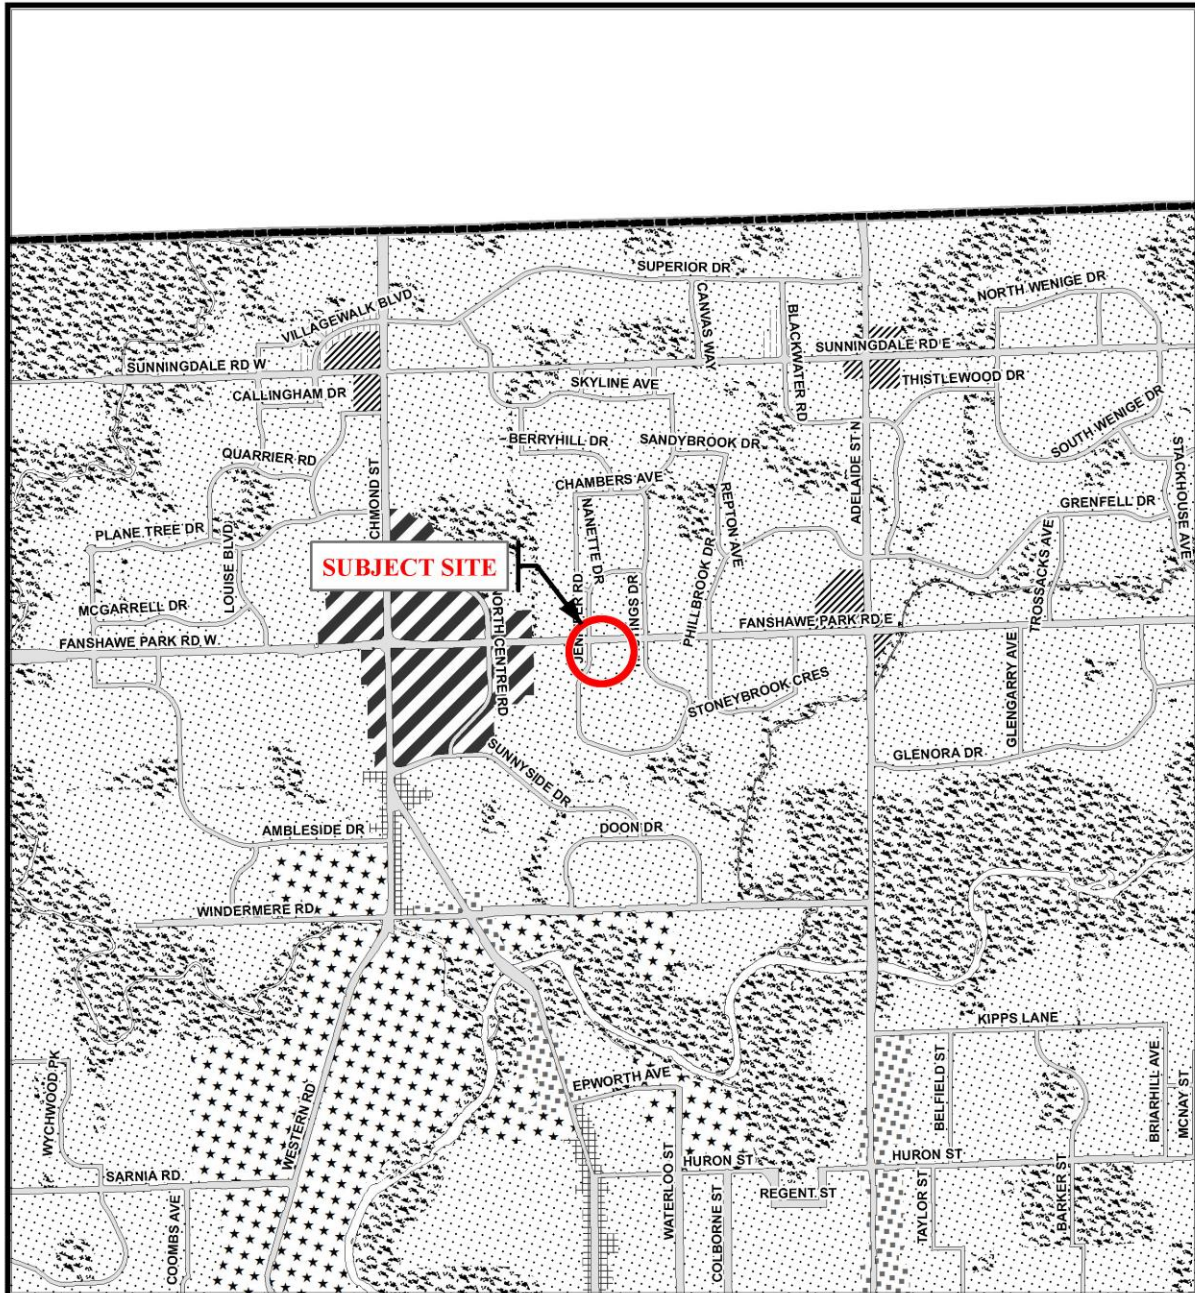 SUPERIOR DR
NORTH WENIGE DR
CANVAS WAY
VILLAGEWALK BLVD
BLACKWATER RD
SUNNINGDALE RD E
SUNNINGDALE RD W
THISTLEWOOD DR
SKYLINE AVE
CALLINGHAM DR
SOUTH WENIGE DR
BERRYHILL DR
SANDYBROOK DR
ADELAIDE ST N
STACKHOUSE AVE
QUARRIER RD
CHAMBERS AVE
REPTON AVE
GRENFELL DR
CHMOND ST
NANETTE DR
PLANE TREE DR
LOUISE BLVD
TROSSACKS AVE
SUBJECT SITE
PHILLBROOK DR
MCGARRELL DR
FANSHAWE PARK RD E
FANSHAWE PARK RD W
NORTH CENTRE RD
GLENGARRY AVE
STONEYBROOK CRES
GLENORA DR
SUNNYSIDE DR
AMBLESIDE DR
DOON DR
WINDERMERE RD
KIPPS LANE
WYCHWOOD PK
EPWORTH AVE
BELFIELD ST
BRIARHILL AVE
MCNAY ST
WESTERN RD
HURON ST
HURON ST
SARNIA RD
REGENT ST
WATERLOO ST
COLBORNE ST
TAYLOR ST
BARKER ST
COOMBS AVE